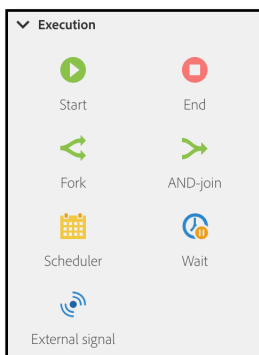 Execution
Start
End
Fork
AND-join
Scheduler
Wait
External signal